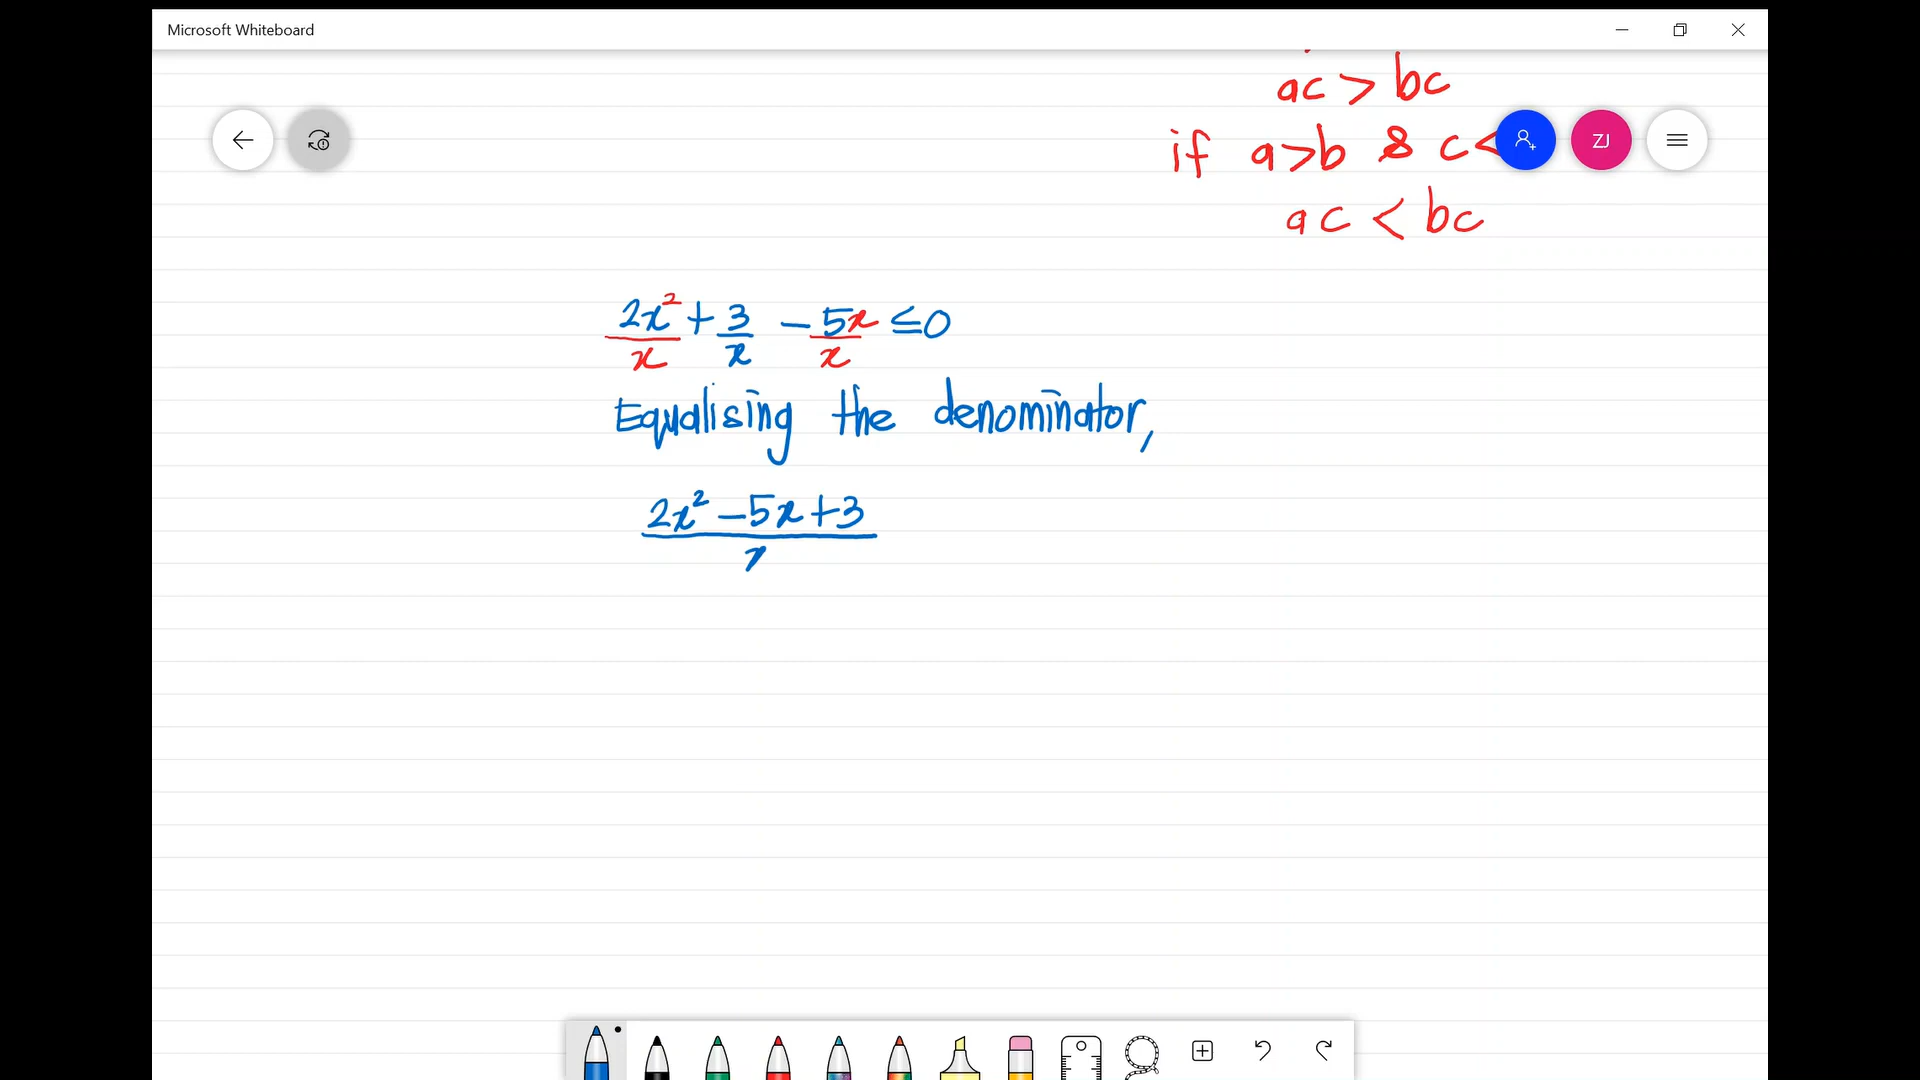 Microsoft Whiteboard
ac > bc
if a>b & c<
ZJ
ac < bc
2x²/x + 3/x - 5x/x ≤0
Equalising the denominator,
2x² - 5x + 3
x